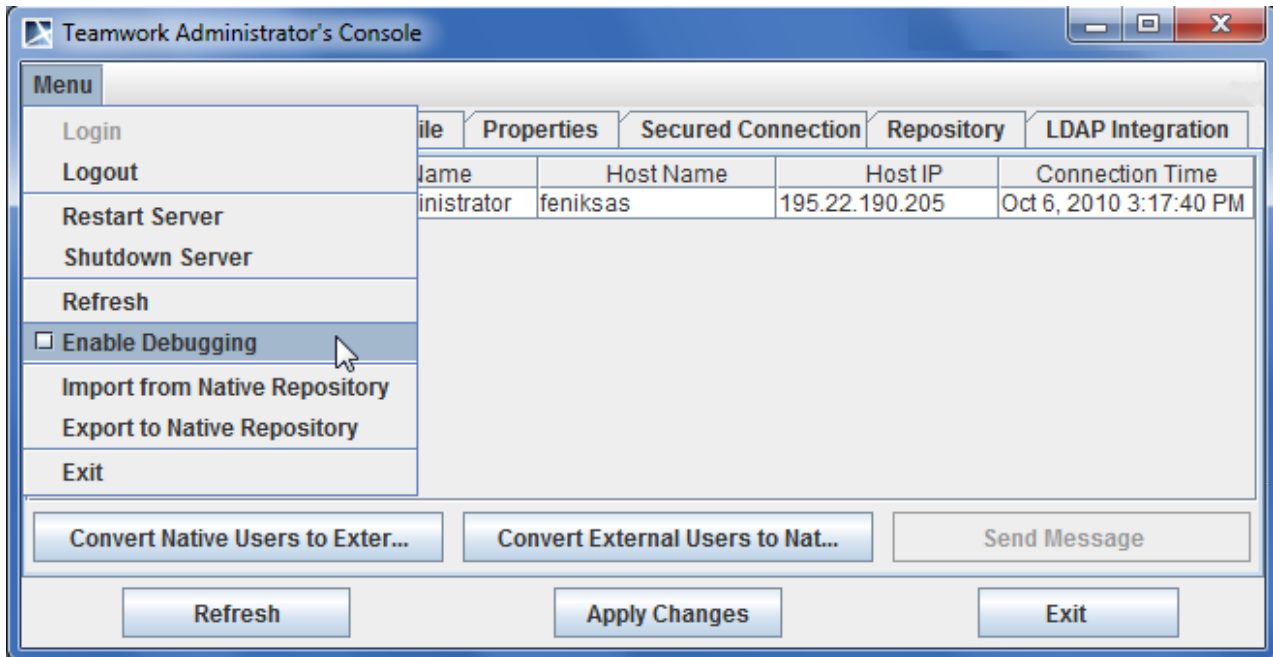 Teamwork Administrator's Console
Menu
Login
Logout
Restart Server
Shutdown Server
Refresh
Enable Debugging
Import from Native Repository
Export to Native Repository
Exit
Properties Secured Connection Repository LDAP Integration
Host Name Host IP Connection Time
feniksas 195.22.190.205 Oct 6, 2010 3:17:40 PM
Convert Native Users to Exter... Convert External Users to Nat... Send Message
Refresh Apply Changes Exit